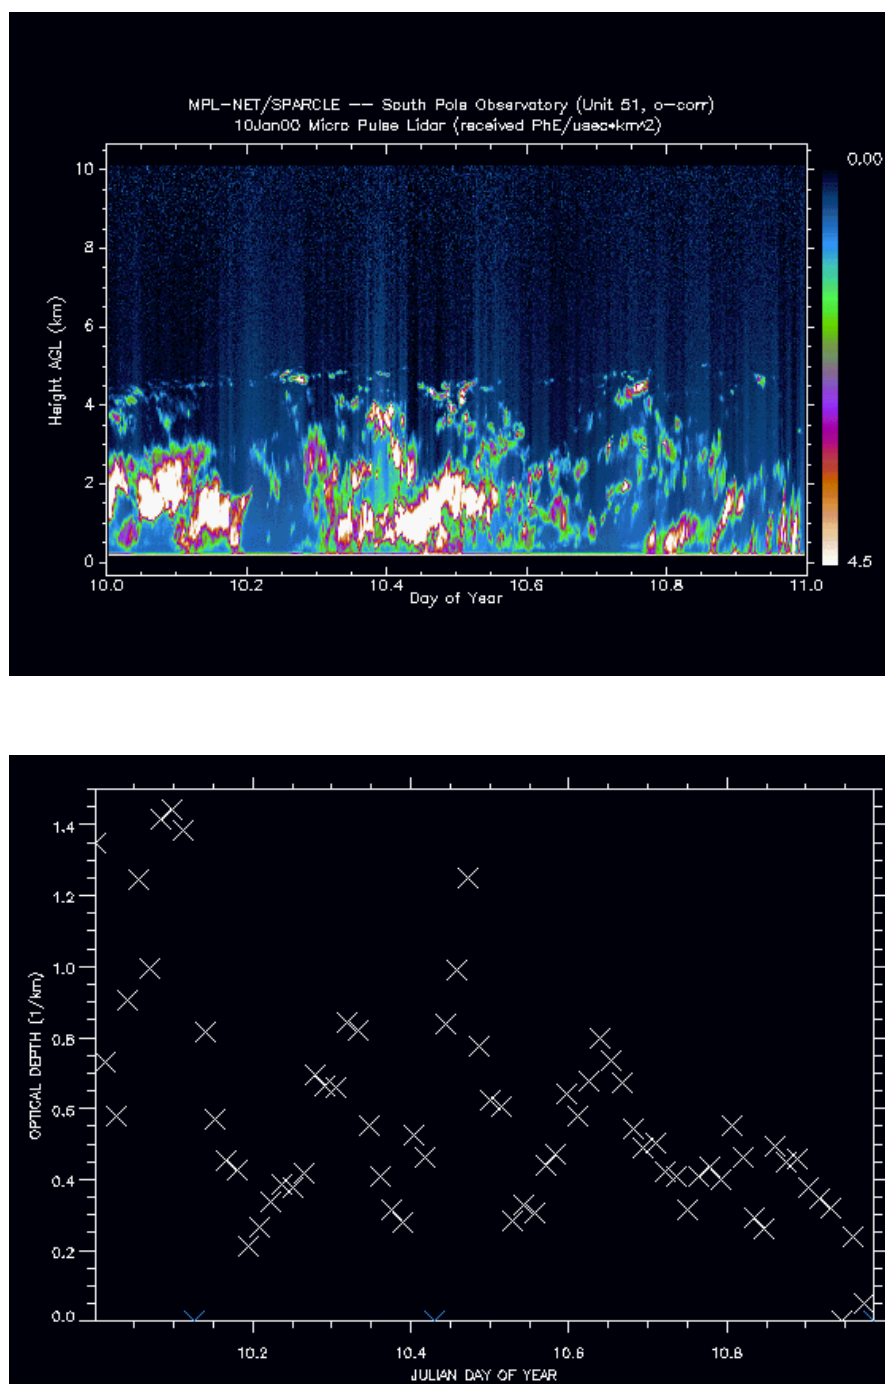 MPL-NET/SPARCLE -- South Pole Observatory (Unit 51, o-corr)
10Jan00 Micro Pulse Lidar (received PhE/usec*km^2)
0.00
10
8
6
Height AGL (km)
4
2
0
4.5
10.0 10.2 10.4 10.6 10.8 11.0
Day of Year
1.4
1.2
1.0
OPTICAL DEPTH [1/km]
0.8
0.6
0.4
0.2
0.0
10.2 10.4 10.6 10.8
JULIAN DAY OF YEAR